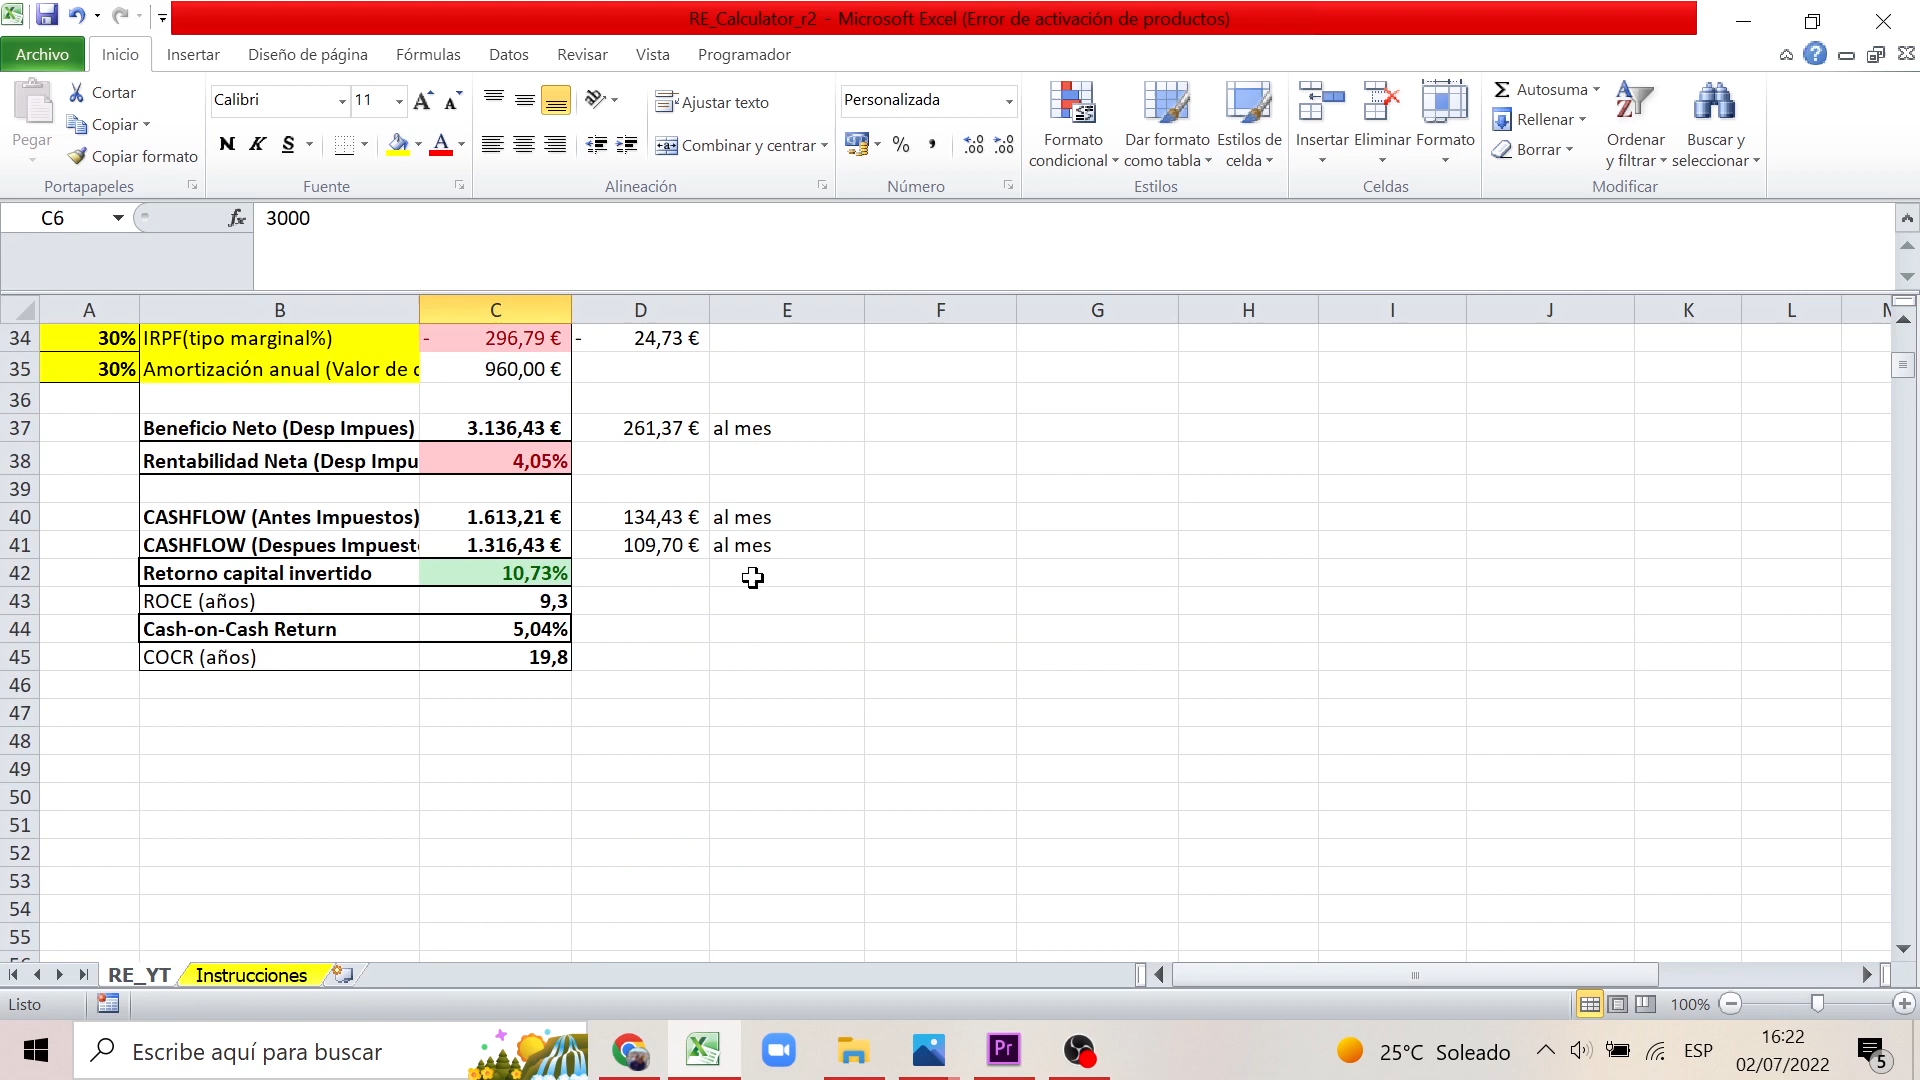 RE_Calculator_r2 - Microsoft Excel (Error de activación de productos)
Archivo Inicio Insertar Diseño de página Fórmulas Datos Revisar Vista Programador
Pegar
Cortar
Copiar
Copiar formato
Portapapeles
Calibri 11
N K S
A A
Fuente
Ajustar texto
Combinar y centrar
Alineación
Personalizada
%
Número
Formato condicional
Dar formato como tabla
Estilos de celda
Estilos
Insertar Eliminar Formato
Celdas
Σ Autosuma
Rellenar
Borrar
Ordenar y filtrar
Buscar y seleccionar
Modificar
C6 fx 3000
A B C D E F G H I J K L
34 30% IRPF(tipo marginal%) - 296,79 € - 24,73 €
35 30% Amortización anual (Valor de c 960,00 €
36
37 Beneficio Neto (Desp Impues) 3.136,43 € 261,37 € al mes
38 Rentabilidad Neta (Desp Impu 4,05%
39
40 CASHFLOW (Antes Impuestos) 1.613,21 € 134,43 € al mes
41 CASHFLOW (Despues Impuest 1.316,43 € 109,70 € al mes
42 Retorno capital invertido 10,73%
43 ROCE (años) 9,3
44 Cash-on-Cash Return 5,04%
45 COCR (años) 19,8
46
47
48
49
50
51
52
53
54
55
RE_YT Instrucciones
Listo 100%
Escribe aquí para buscar
Pr
25°C Soleado ESP 16:22
02/07/2022
5